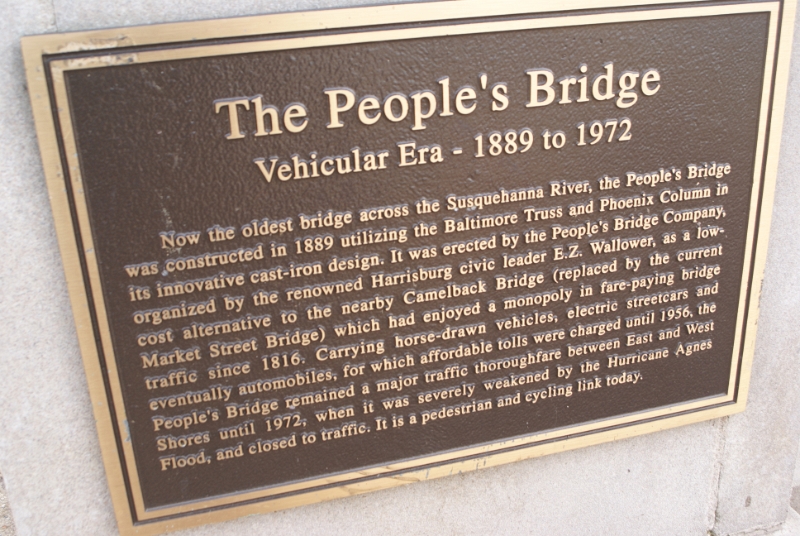 The People's Bridge
Vehicular Era - 1889 to 1972
Now the oldest bridge across the Susquehanna River, the People's Bridge
was constructed in 1889 utilizing the Baltimore Truss and Phoenix Column in
its innovative cast-iron design. It was erected by the People's Bridge Company,
organized by the renowned Harrisburg civic leader E.Z. Wallower, as a low-
cost alternative to the nearby Camelback Bridge (replaced by the current
Market Street Bridge) which had enjoyed a monopoly in fare-paying bridge
traffic since 1816. Carrying horse-drawn vehicles, electric streetcars and
eventually automobiles, for which affordable tolls were charged until 1956, the
People's Bridge remained a major traffic thoroughfare between East and West
Shores until 1972, when it was severely weakened by the Hurricane Agnes
Flood, and closed to traffic. It is a pedestrian and cycling link today.